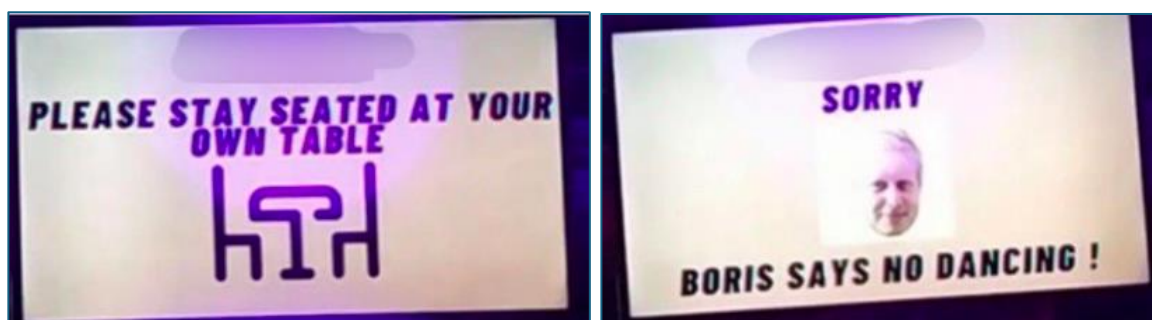 PLEASE STAY SEATED AT YOUR
OWN TABLE
SORRY
BORIS SAYS NO DANCING !